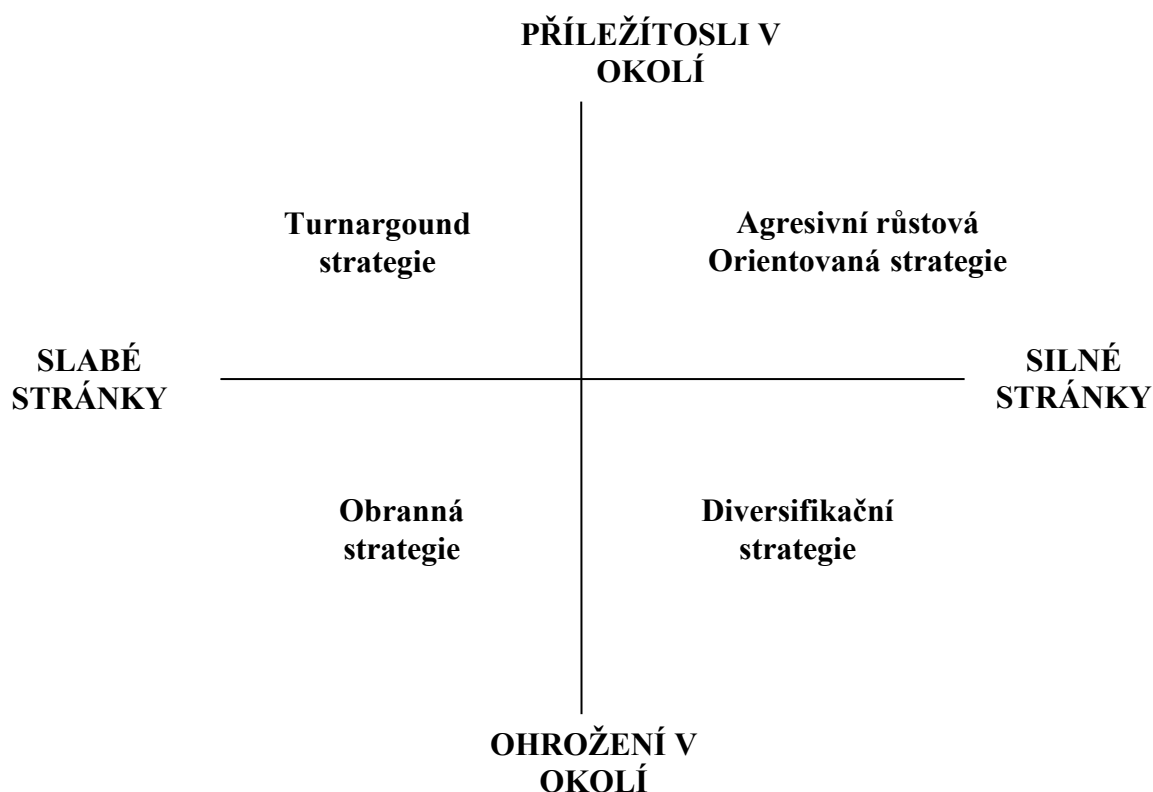 PŘÍLEŽÍTOSLI V
OKOLÍ
Turnargound
strategie
Agresivní růstová
Orientovaná strategie
SLABÉ
STRÁNKY
SILNÉ
STRÁNKY
Obranná
strategie
Diversifikační
strategie
OHROŽENÍ V
OKOLÍ